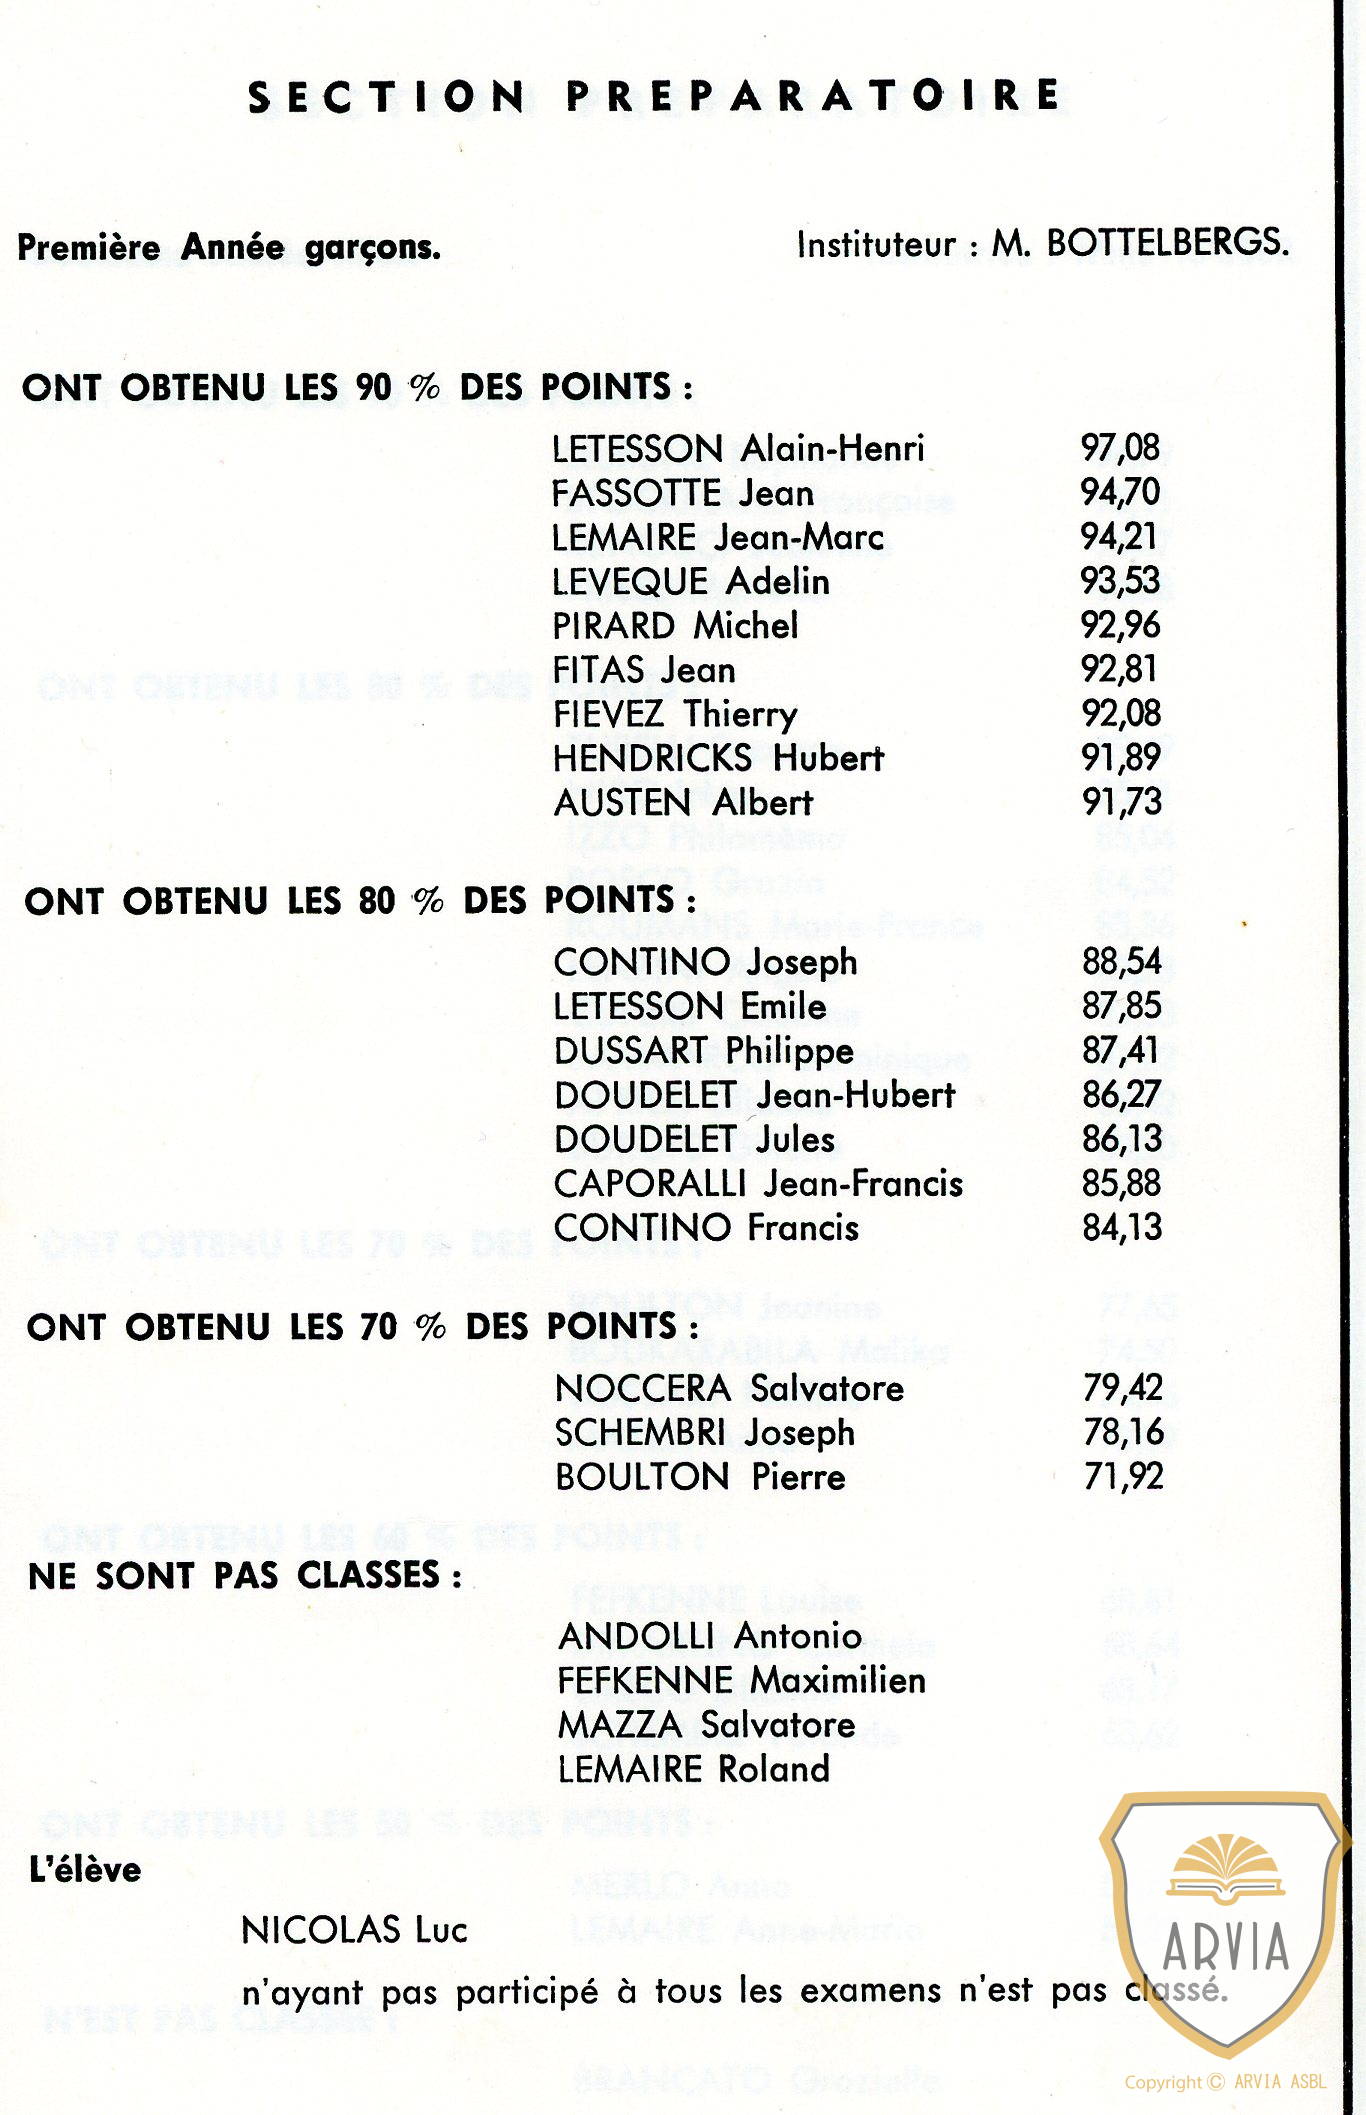 SECTION PREPARATOIRE
Première Année garçons. Instituteur : M. BOTTELBERGS.
ONT OBTENU LES 90 % DES POINTS :
LETESSON Alain-Henri 97,08
FASSOTTE Jean 94,70
LEMAIRE Jean-Marc 94,21
LEVEQUE Adelin 93,53
PIRARD Michel 92,96
FITAS Jean 92,81
FIEVEZ Thierry 92,08
HENDRICKS Hubert 91,89
AUSTEN Albert 91,73
ONT OBTENU LES 80 % DES POINTS :
CONTINO Joseph 88,54
LETESSON Emile 87,85
DUSSART Philippe 87,41
DOUDELET Jean-Hubert 86,27
DOUDELET Jules 86,13
CAPORALLI Jean-Francis 85,88
CONTINO Francis 84,13
ONT OBTENU LES 70 % DES POINTS :
NOCCERA Salvatore 79,42
SCHEMBRI Joseph 78,16
BOULTON Pierre 71,92
NE SONT PAS CLASSES :
ANDOLLI Antonio
FEFKENNE Maximilien
MAZZA Salvatore
LEMAIRE Roland
L'élève
NICOLAS Luc
n'ayant pas participé à tous les examens n'est pas classé.
ARVIA
Copyright © ARVIA ASBL